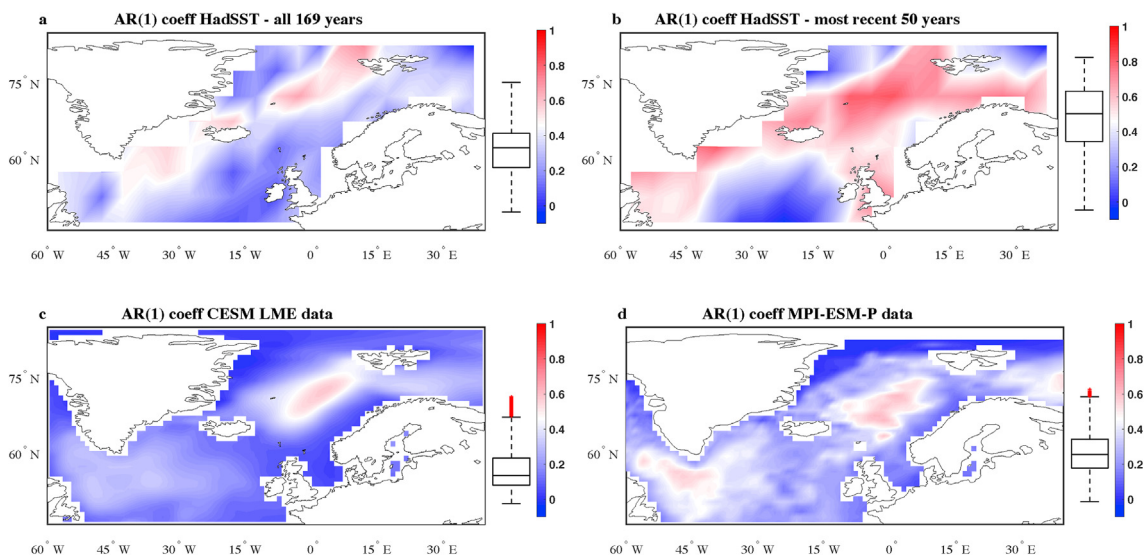 a AR(1) coeff HadSST - all 169 years
1
0.8
0.6
0.4
0.2
0
75° N
60° N
60° W 45° W 30° W 15° W 0° 15° E 30° E
b AR(1) coeff HadSST - most recent 50 years
1
0.8
0.6
0.4
0.2
0
75° N
60° N
60° W 45° W 30° W 15° W 0° 15° E 30° E
c AR(1) coeff CESM LME data
1
0.8
0.6
0.4
0.2
0
75° N
60° N
60° W 45° W 30° W 15° W 0° 15° E 30° E
d AR(1) coeff MPI-ESM-P data
1
0.8
0.6
0.4
0.2
0
75° N
60° N
60° W 45° W 30° W 15° W 0° 15° E 30° E